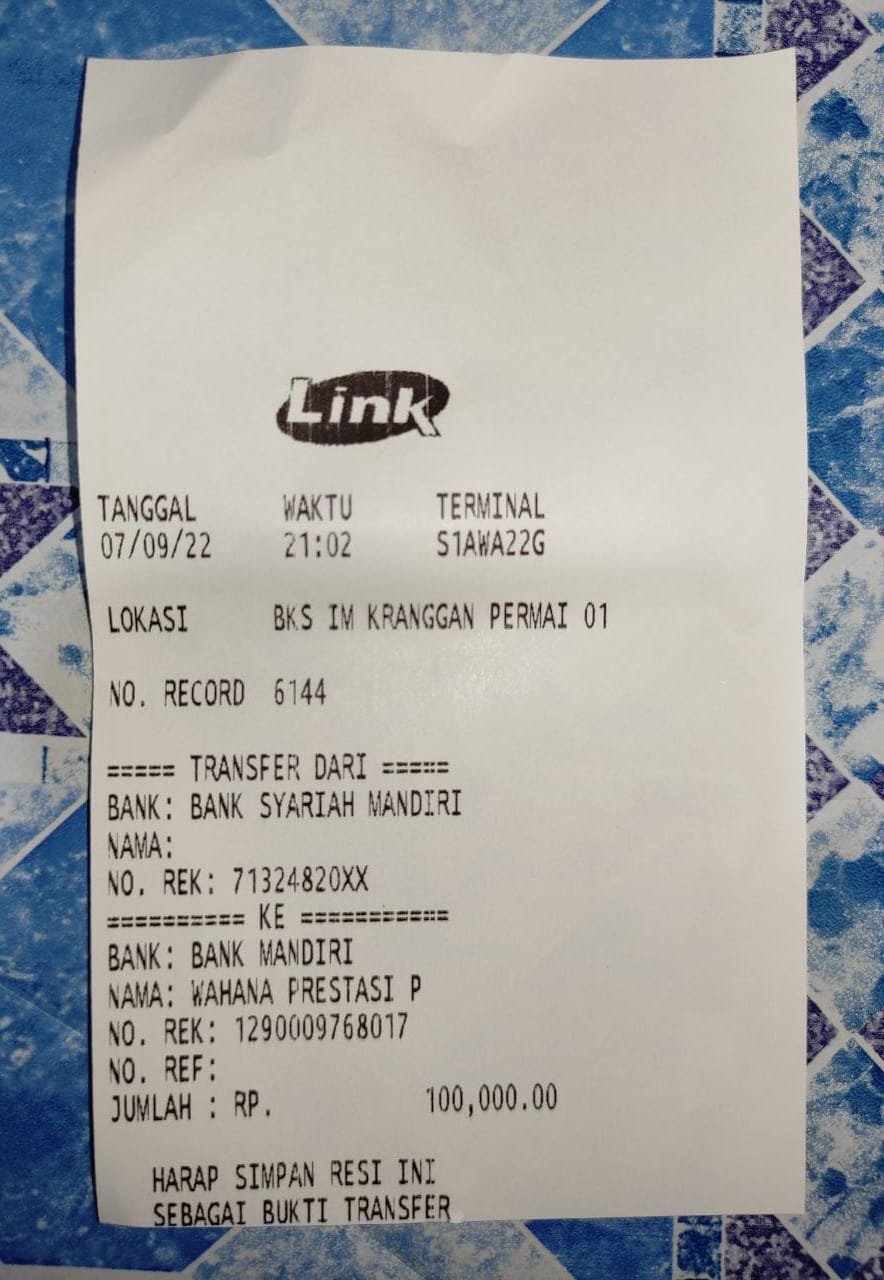 Link
TANGGAL WAKTU TERMINAL
07/09/22 21:02 S1AWA22G
LOKASI BKS IM KRANGGAN PERMAI 01
NO. RECORD 6144
===== TRANSFER DARI =====
BANK: BANK SYARIAH MANDIRI
NAMA:
NO. REK: 71324820XX
========== KE ===========
BANK: BANK MANDIRI
NAMA: WAHANA PRESTASI P
NO. REK: 1290009768017
NO. REF:
JUMLAH : RP. 100,000.00
HARAP SIMPAN RESI INI
SEBAGAI BUKTI TRANSFER